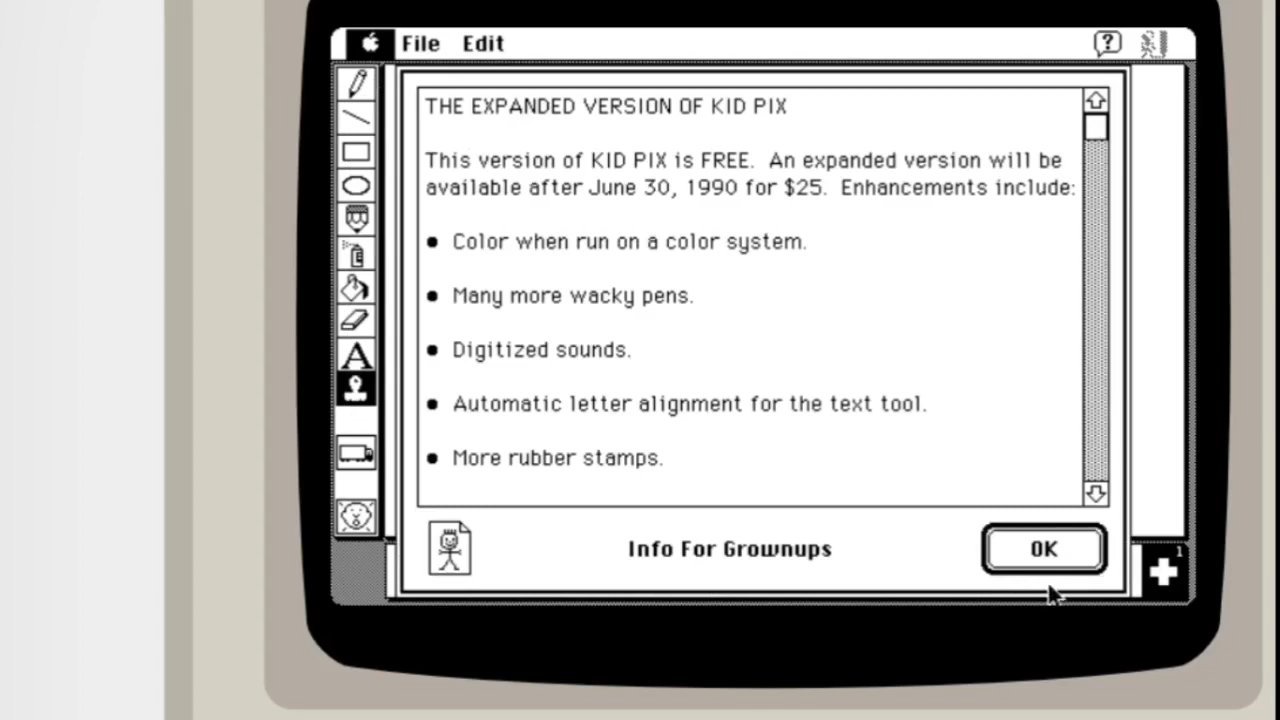 File Edit
THE EXPANDED VERSION OF KID PIX
This version of KID PIX is FREE. An expanded version will be
available after June 30, 1990 for $25. Enhancements include:
• Color when run on a color system.
• Many more wacky pens.
• Digitized sounds.
• Automatic letter alignment for the text tool.
• More rubber stamps.
Info For Grownups
OK
A
1